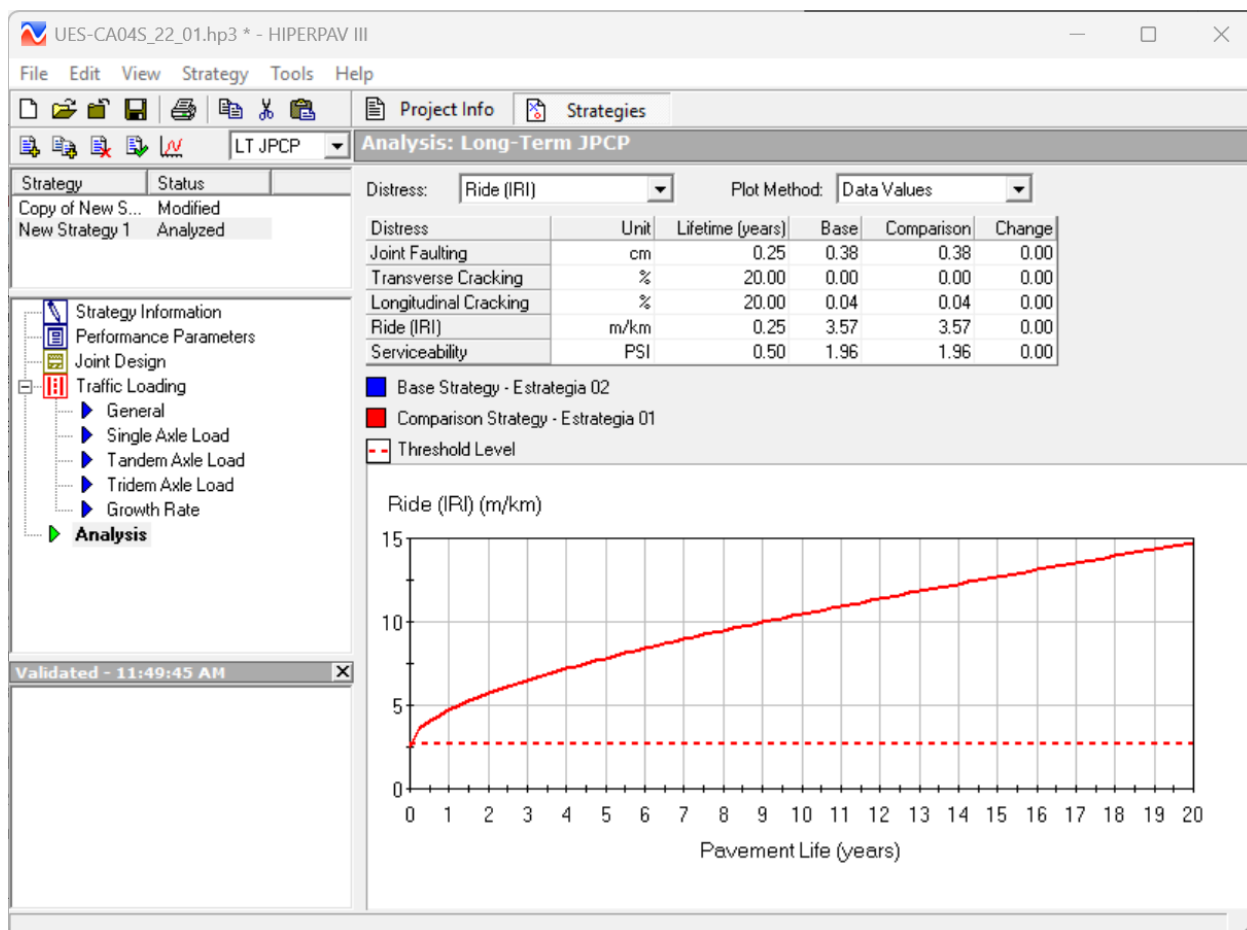 UES-CA04S_22_01.hp3 * - HIPERPAV III
File Edit View Strategy Tools Help
Project Info Strategies
LT JPCP
Analysis: Long-Term JPCP
Strategy Status
Copy of New S... Modified
New Strategy 1 Analyzed
Strategy Information
Performance Parameters
Joint Design
Traffic Loading
General
Single Axle Load
Tandem Axle Load
Tridem Axle Load
Growth Rate
Analysis
Validated - 11:49:45 AM
Distress: Ride (IRI) Plot Method: Data Values
Distress Unit Lifetime (years) Base Comparison Change
Joint Faulting cm 0.25 0.38 0.38 0.00
Transverse Cracking % 20.00 0.00 0.00 0.00
Longitudinal Cracking % 20.00 0.04 0.04 0.00
Ride (IRI) m/km 0.25 3.57 3.57 0.00
Serviceability PSI 0.50 1.96 1.96 0.00
Base Strategy - Estrategia 02
Comparison Strategy - Estrategia 01
Threshold Level
Ride (IRI) (m/km)
15
10
5
0
0 1 2 3 4 5 6 7 8 9 10 11 12 13 14 15 16 17 18 19 20
Pavement Life (years)